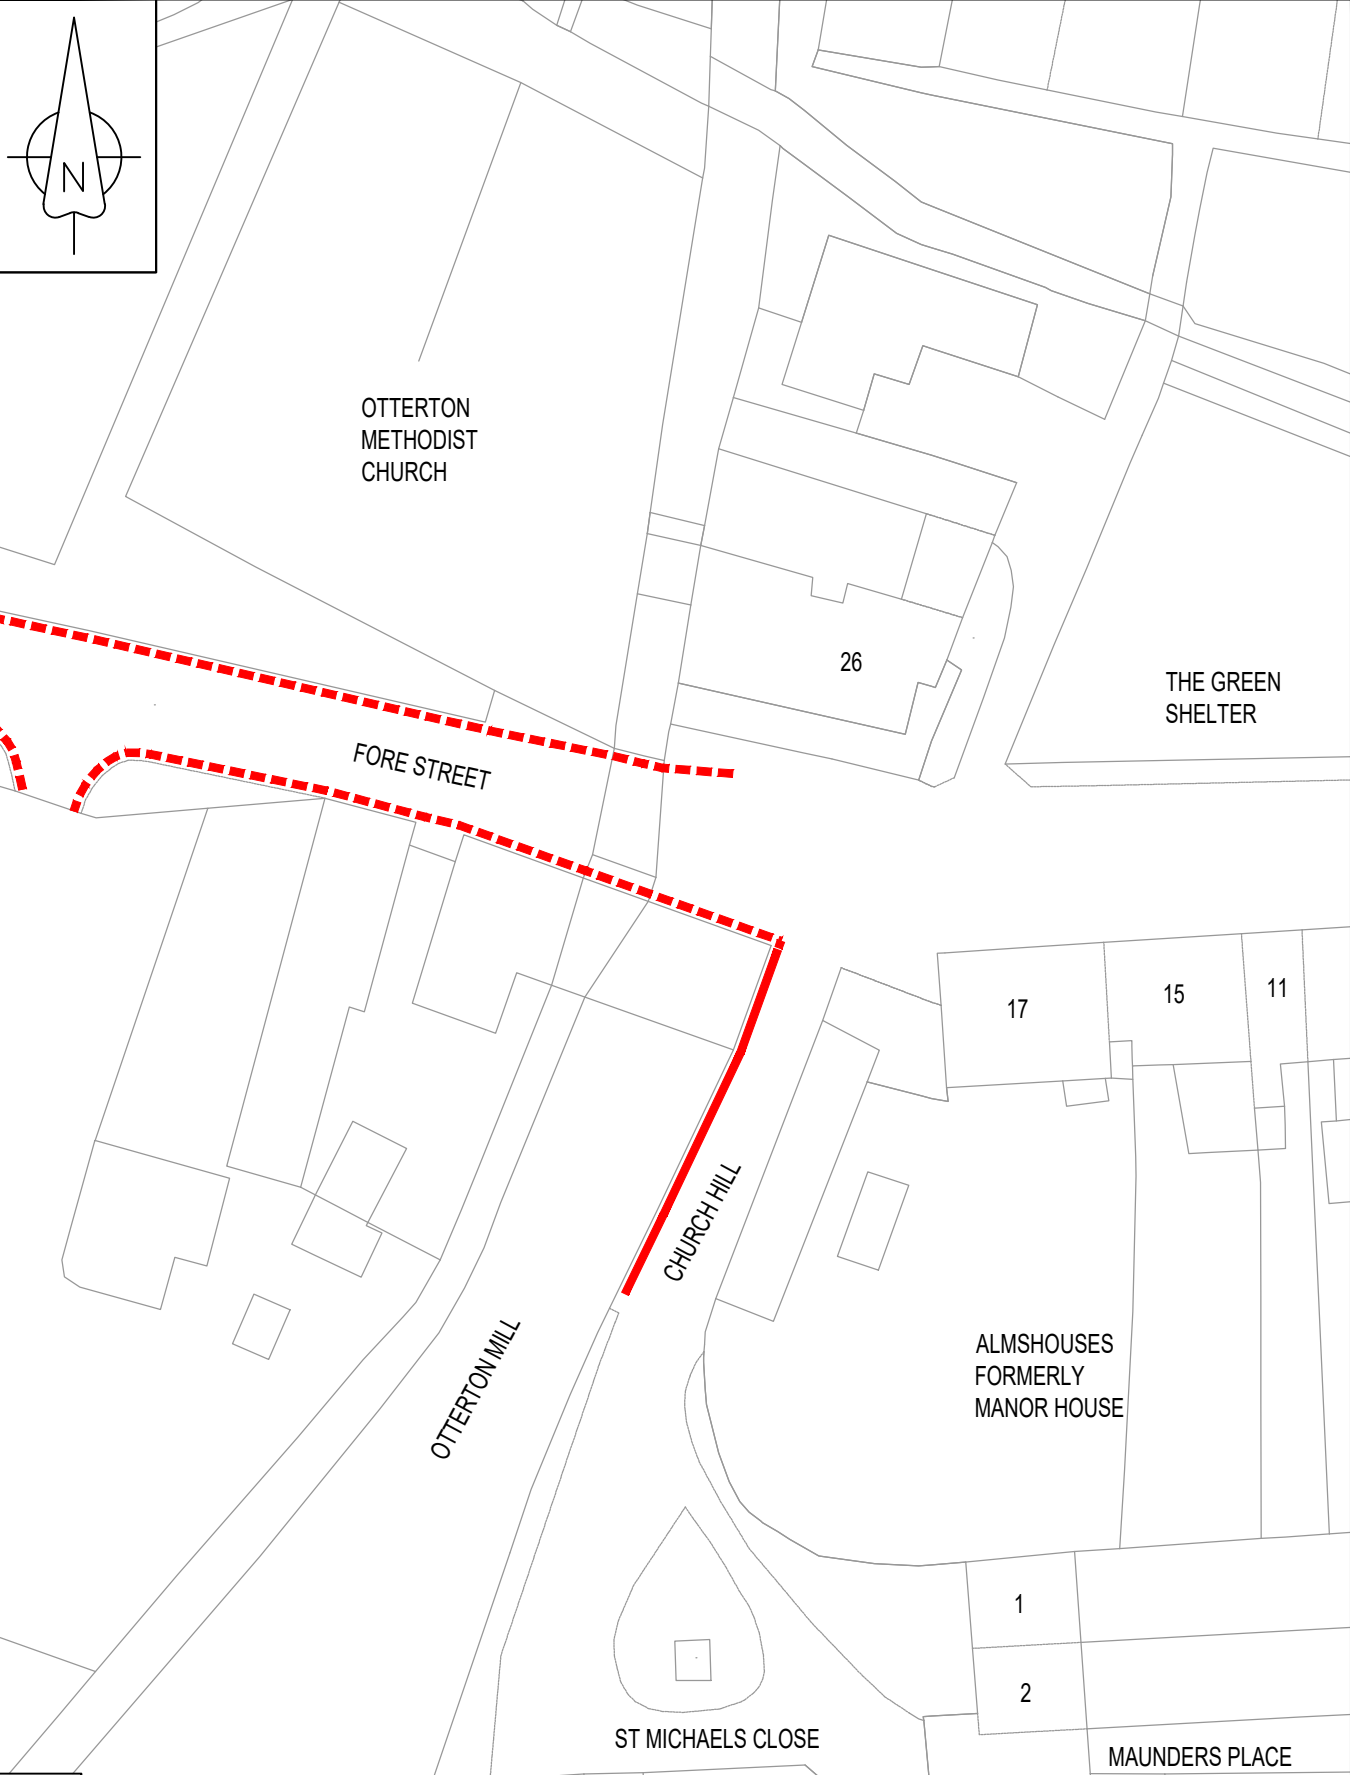 N
OTTERTON
METHODIST
CHURCH
26
THE GREEN
SHELTER
FORE STREET
17
15
11
CHURCH HILL
OTTERTON MILL
ALMSHOUSES
FORMERLY
MANOR HOUSE
1
2
ST MICHAELS CLOSE
MAUNDERS PLACE